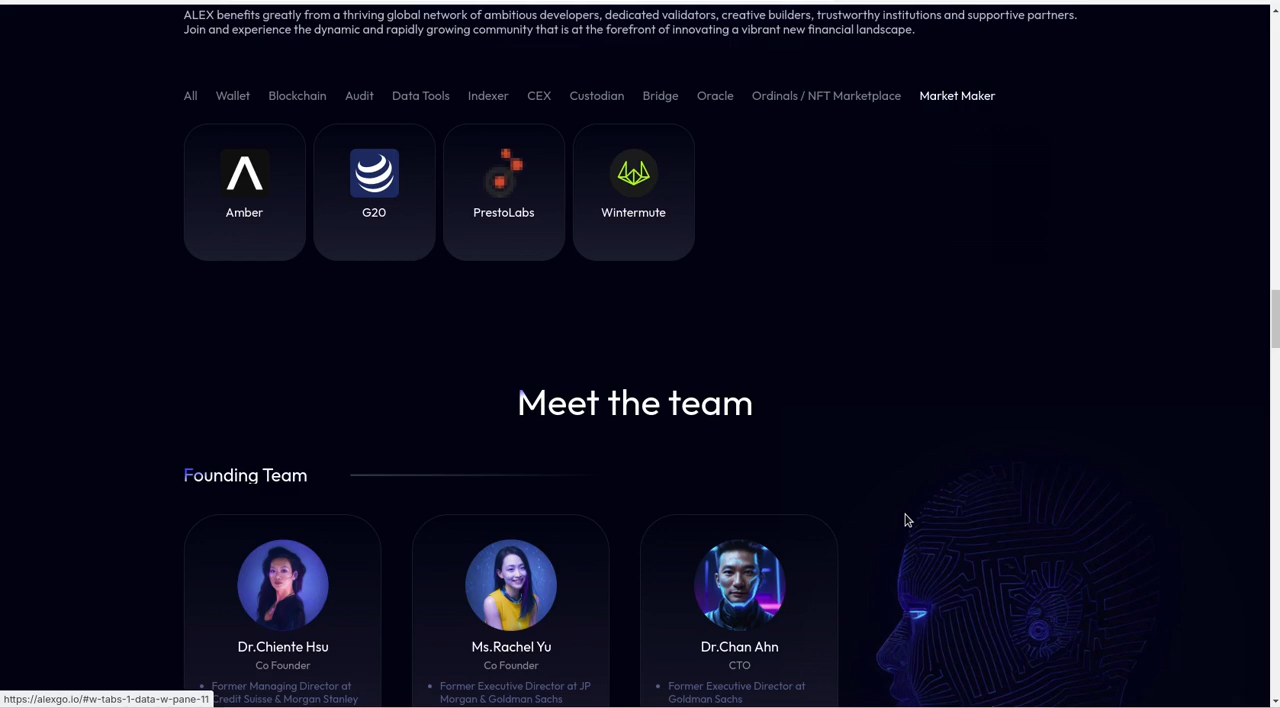 ALEX benefits greatly from a thriving global network of ambitious developers, dedicated validators, creative builders, trustworthy institutions and supportive partners.
Join and experience the dynamic and rapidly growing community that is at the forefront of innovating a vibrant new financial landscape.
All Wallet Blockchain Audit Data Tools Indexer CEX Custodian Bridge Oracle Ordinals / NFT Marketplace Market Maker
Amber G20 PrestoLabs Wintermute
Meet the team
Founding Team
Dr.Chiente Hsu
Co Founder
Former Managing Director at
Credit Suisse & Morgan Stanley
Ms.Rachel Yu
Co Founder
Former Executive Director at JP
Morgan & Goldman Sachs
Dr.Chan Ahn
CTO
Former Executive Director at
Goldman Sachs
https://alexgo.io/#w-tabs-1-data-w-pane-11